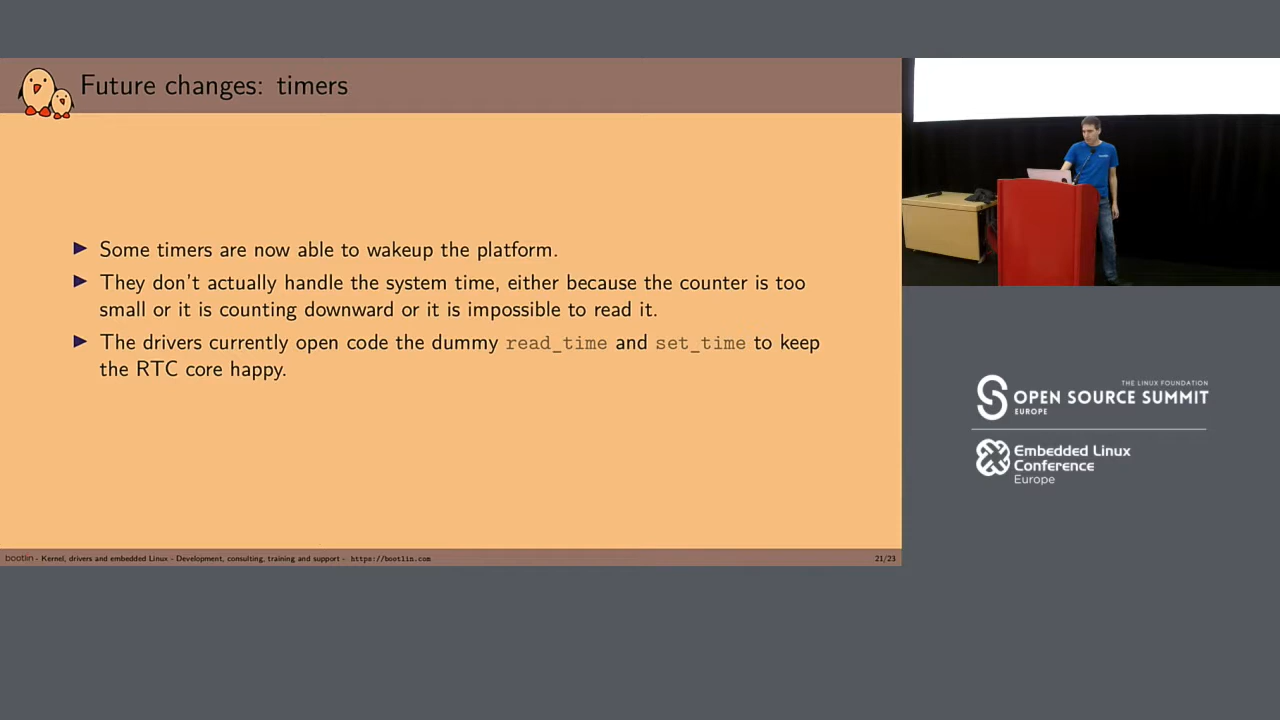 Future changes: timers
Some timers are now able to wakeup the platform.
They don't actually handle the system time, either because the counter is too
small or it is counting downward or it is impossible to read it.
The drivers currently open code the dummy read_time and set_time to keep
the RTC core happy.
bootlin - Kernel, drivers and embedded Linux - Development, consulting, training and support - https://bootlin.com
21/23
THE LINUX FOUNDATION
OPEN SOURCE SUMMIT
EUROPE
Embedded Linux
Conference
Europe